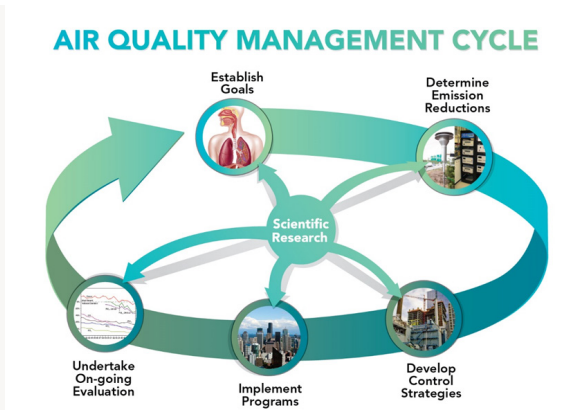 AIR QUALITY MANAGEMENT CYCLE
Establish
Goals
Determine
Emission
Reductions
Scientific
Research
Undertake
On-going
Evaluation
Implement
Programs
Develop
Control
Strategies